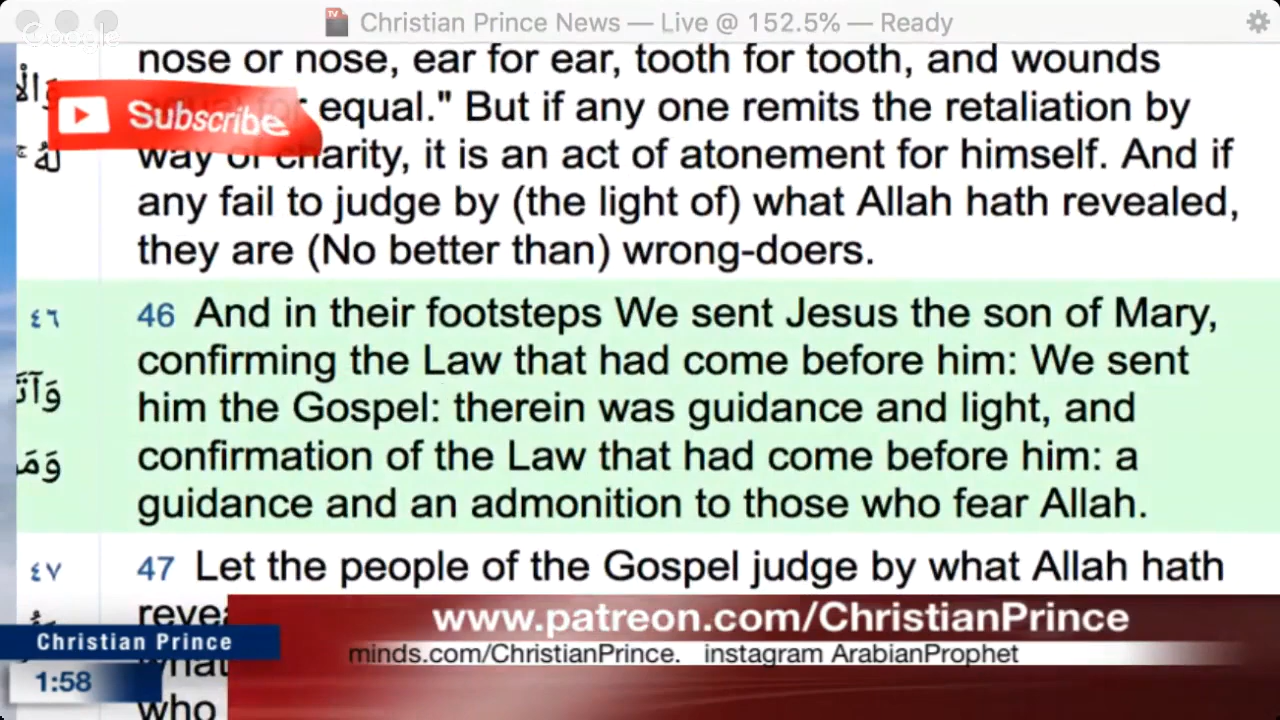 Christian Prince News — Live @ 152.5% — Ready
Google
nose or nose, ear for ear, tooth for tooth, and wounds
Subscribe
equal." But if any one remits the retaliation by
way of charity, it is an act of atonement for himself. And if
any fail to judge by (the light of) what Allah hath revealed,
they are (No better than) wrong-doers.
٤٦
46 And in their footsteps We sent Jesus the son of Mary,
confirming the Law that had come before him: We sent
him the Gospel: therein was guidance and light, and
confirmation of the Law that had come before him: a
guidance and an admonition to those who fear Allah.
٤٧
47 Let the people of the Gospel judge by what Allah hath
www.patreon.com/ChristianPrince
Christian Prince
minds.com/ChristianPrince. instagram ArabianProphet
1:58
what
who